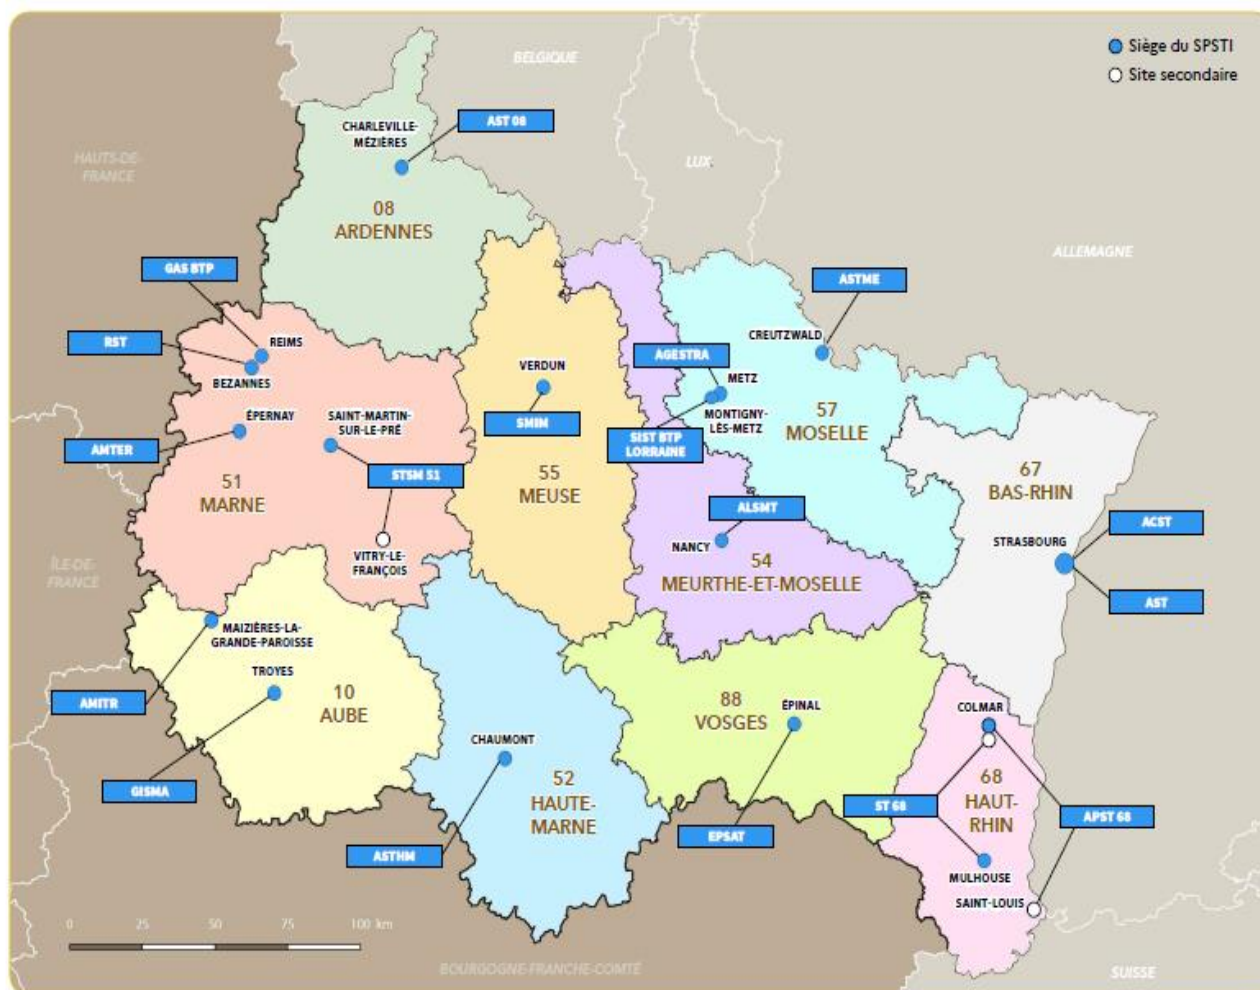 Siège du SPSTI
Site secondaire
BELGIQUE
HAUTS-DE-
FRANCE
LUX.
ALLEMAGNE
CHARLEVILLE-
MÉZIÈRES
AST 08
08
ARDENNES
GAS BTP
RST
REIMS
BEZANNES
ÉPERNAY
AMTER
SAINT-MARTIN-
SUR-LE-PRÉ
51
MARNE
STSM 51
VITRY-LE-
FRANÇOIS
VERDUN
SMIM
55
MEUSE
ASTME
CREUTZWALD
AGESTRA
METZ
MONTIGNY-
LÈS-METZ
SIST BTP
LORRAINE
57
MOSELLE
67
BAS-RHIN
ALSMT
NANCY
54
MEURTHE-ET-MOSELLE
STRASBOURG
ACST
AST
ÎLE-DE-
FRANCE
MAIZIÈRES-LA-
GRANDE-PAROISSE
TROYES
AMITR
10
AUBE
GISMA
CHAUMONT
52
HAUTE-
MARNE
ASTHM
88
VOSGES
ÉPINAL
EPSAT
COLMAR
68
HAUT-
RHIN
ST 68
APST 68
MULHOUSE
SAINT-LOUIS
0 25 50 75 100 km
BOURGOGNE-FRANCHE-COMTÉ
SUISSE